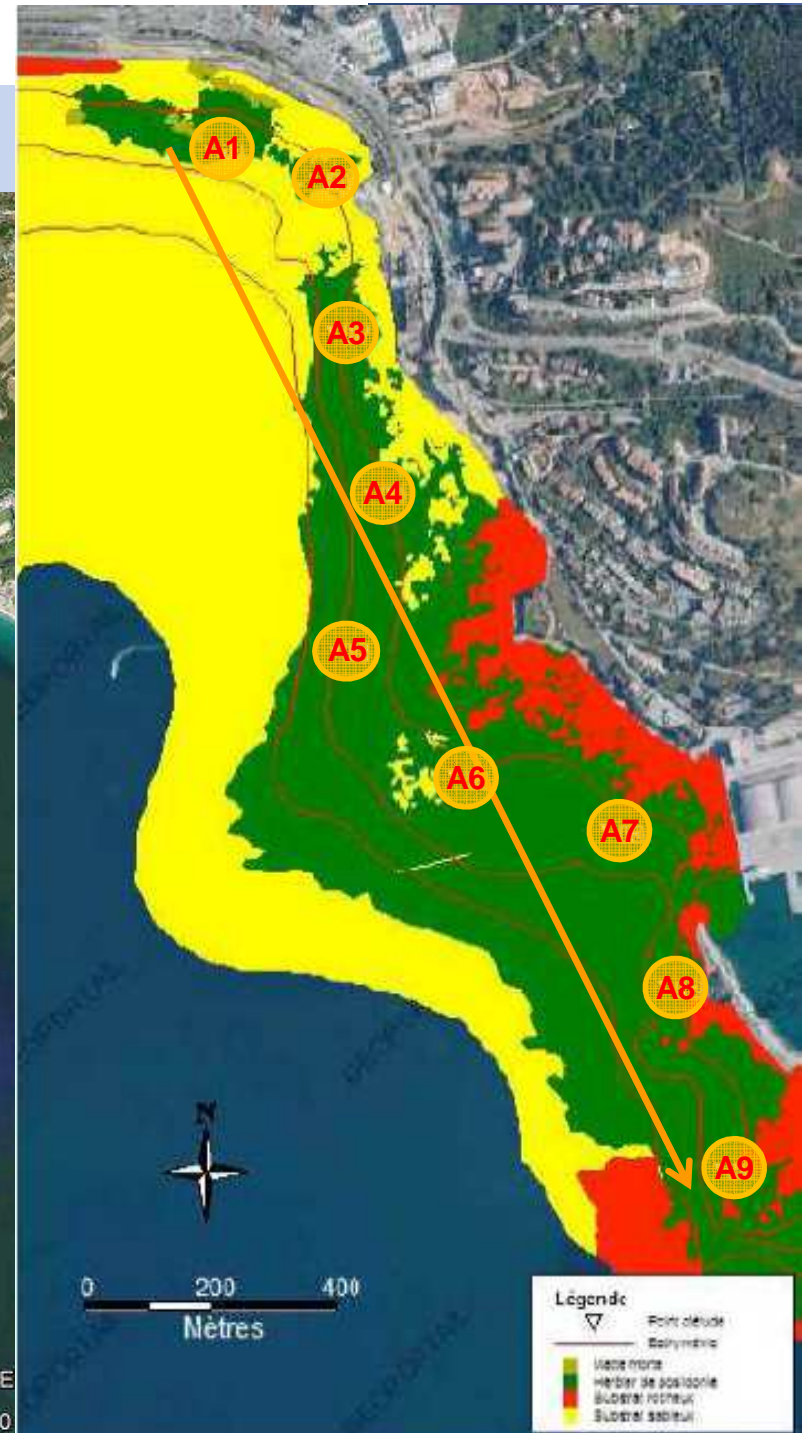 A1
A2
A3
A4
A5
A6
A7
A8
A9
N
0 200 400
Mètres
E
0
Légende
Point d'étude
Bathymétrie
Matte morte
Herbier de posidonie
Substrat rocheux
Substrat sableux